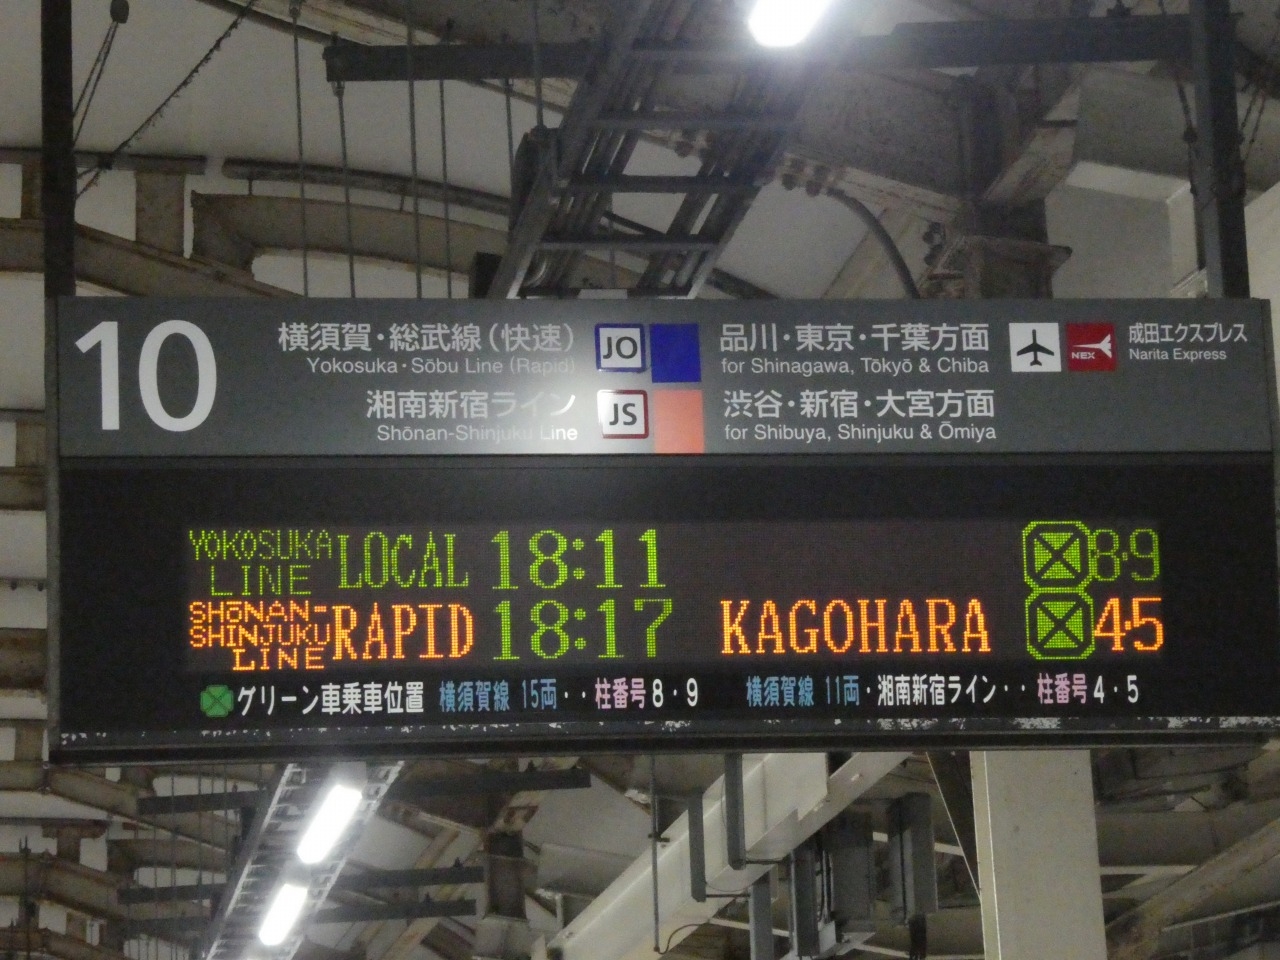 10
横須賀・総武線(快速) JO 品川・東京・千葉方面 NEX 成田エクスプレス
Yokosuka・Sōbu Line (Rapid) for Shinagawa, Tōkyō & Chiba Narita Express
湘南新宿ライン JS 渋谷・新宿・大宮方面
Shōnan-Shinjuku Line for Shibuya, Shinjuku & Ōmiya
YOKOSUKA LINE LOCAL 18:11 8・9
SHŌNAN-SHINJUKU LINE RAPID 18:17 KAGOHARA 4・5
グリーン車乗車位置 横須賀線 15両・・柱番号8・9 横須賀線 11両・湘南新宿ライン・・柱番号4・5